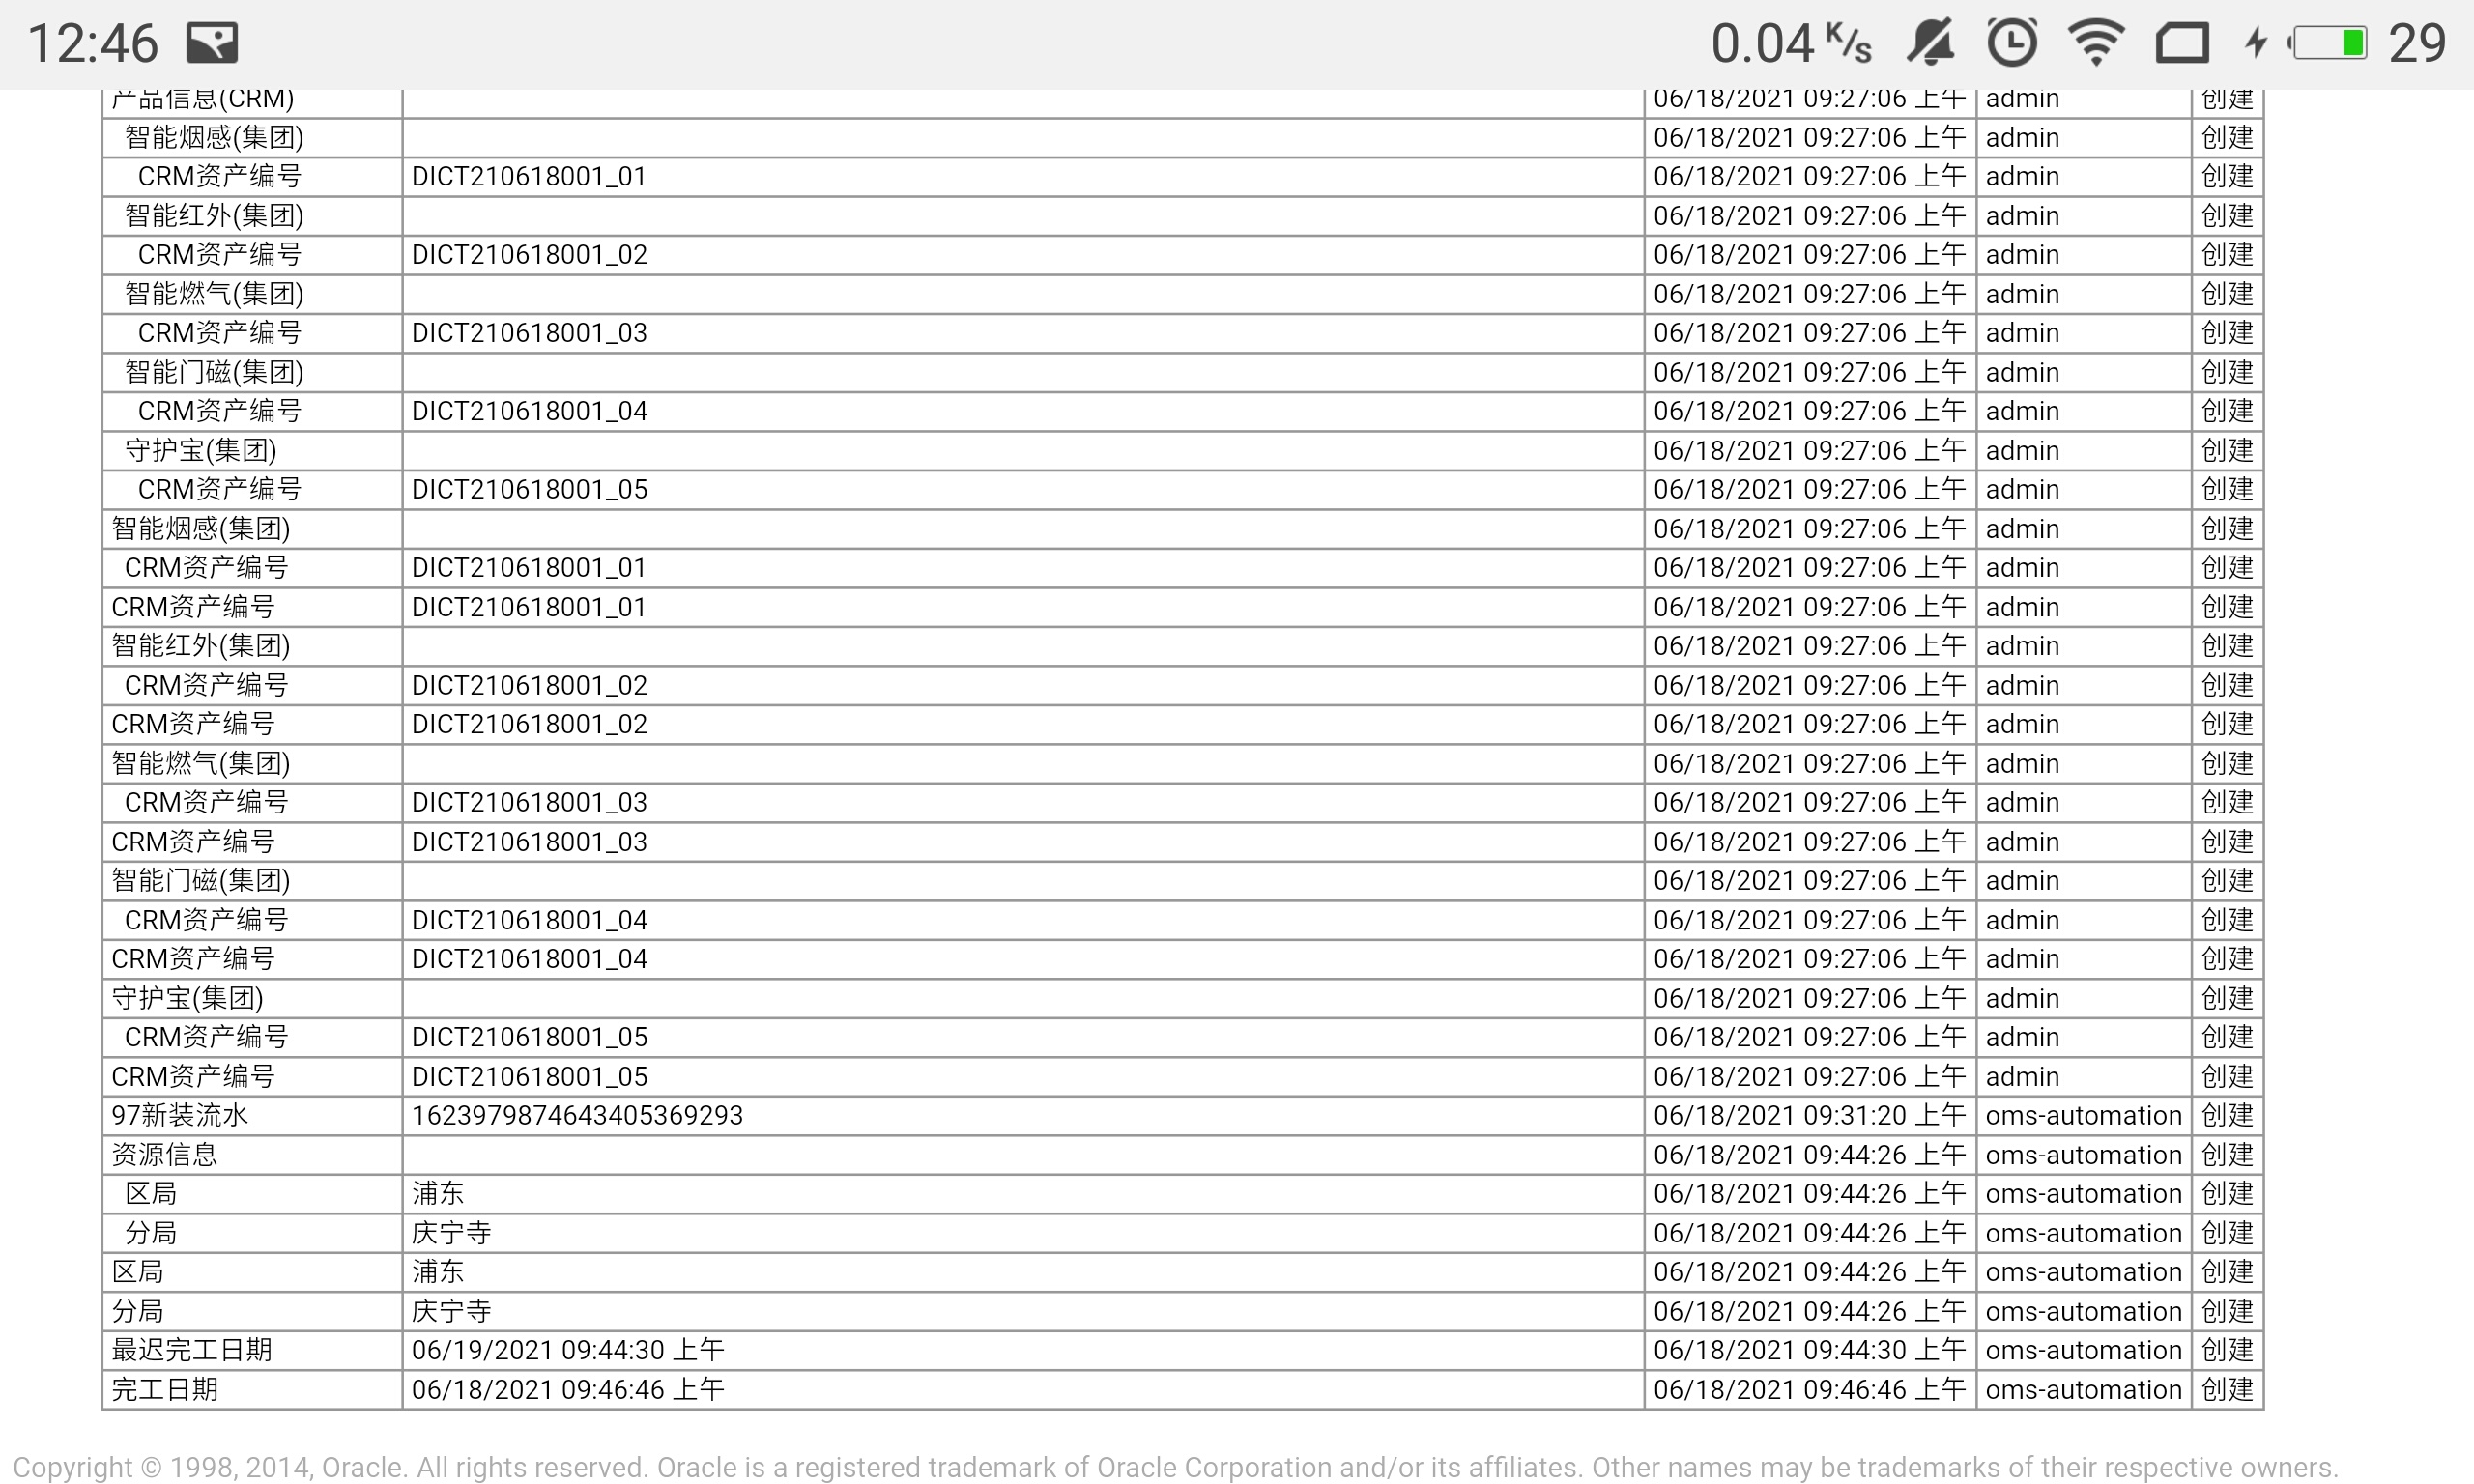 12:46 0.04 K/s 29
产品信息(CRM) 06/18/2021 09:27:06 上午 admin 创建
智能烟感(集团) 06/18/2021 09:27:06 上午 admin 创建
CRM资产编号 DICT210618001_01 06/18/2021 09:27:06 上午 admin 创建
智能红外(集团) 06/18/2021 09:27:06 上午 admin 创建
CRM资产编号 DICT210618001_02 06/18/2021 09:27:06 上午 admin 创建
智能燃气(集团) 06/18/2021 09:27:06 上午 admin 创建
CRM资产编号 DICT210618001_03 06/18/2021 09:27:06 上午 admin 创建
智能门磁(集团) 06/18/2021 09:27:06 上午 admin 创建
CRM资产编号 DICT210618001_04 06/18/2021 09:27:06 上午 admin 创建
守护宝(集团) 06/18/2021 09:27:06 上午 admin 创建
CRM资产编号 DICT210618001_05 06/18/2021 09:27:06 上午 admin 创建
智能烟感(集团) 06/18/2021 09:27:06 上午 admin 创建
CRM资产编号 DICT210618001_01 06/18/2021 09:27:06 上午 admin 创建
CRM资产编号 DICT210618001_01 06/18/2021 09:27:06 上午 admin 创建
智能红外(集团) 06/18/2021 09:27:06 上午 admin 创建
CRM资产编号 DICT210618001_02 06/18/2021 09:27:06 上午 admin 创建
CRM资产编号 DICT210618001_02 06/18/2021 09:27:06 上午 admin 创建
智能燃气(集团) 06/18/2021 09:27:06 上午 admin 创建
CRM资产编号 DICT210618001_03 06/18/2021 09:27:06 上午 admin 创建
CRM资产编号 DICT210618001_03 06/18/2021 09:27:06 上午 admin 创建
智能门磁(集团) 06/18/2021 09:27:06 上午 admin 创建
CRM资产编号 DICT210618001_04 06/18/2021 09:27:06 上午 admin 创建
CRM资产编号 DICT210618001_04 06/18/2021 09:27:06 上午 admin 创建
守护宝(集团) 06/18/2021 09:27:06 上午 admin 创建
CRM资产编号 DICT210618001_05 06/18/2021 09:27:06 上午 admin 创建
CRM资产编号 DICT210618001_05 06/18/2021 09:27:06 上午 admin 创建
97新装流水 1623979874643405369293 06/18/2021 09:31:20 上午 oms-automation 创建
资源信息 06/18/2021 09:44:26 上午 oms-automation 创建
区局 浦东 06/18/2021 09:44:26 上午 oms-automation 创建
分局 庆宁寺 06/18/2021 09:44:26 上午 oms-automation 创建
区局 浦东 06/18/2021 09:44:26 上午 oms-automation 创建
分局 庆宁寺 06/18/2021 09:44:26 上午 oms-automation 创建
最迟完工日期 06/19/2021 09:44:30 上午 06/18/2021 09:44:30 上午 oms-automation 创建
完工日期 06/18/2021 09:46:46 上午 06/18/2021 09:46:46 上午 oms-automation 创建
Copyright © 1998, 2014, Oracle. All rights reserved. Oracle is a registered trademark of Oracle Corporation and/or its affiliates. Other names may be trademarks of their respective owners.